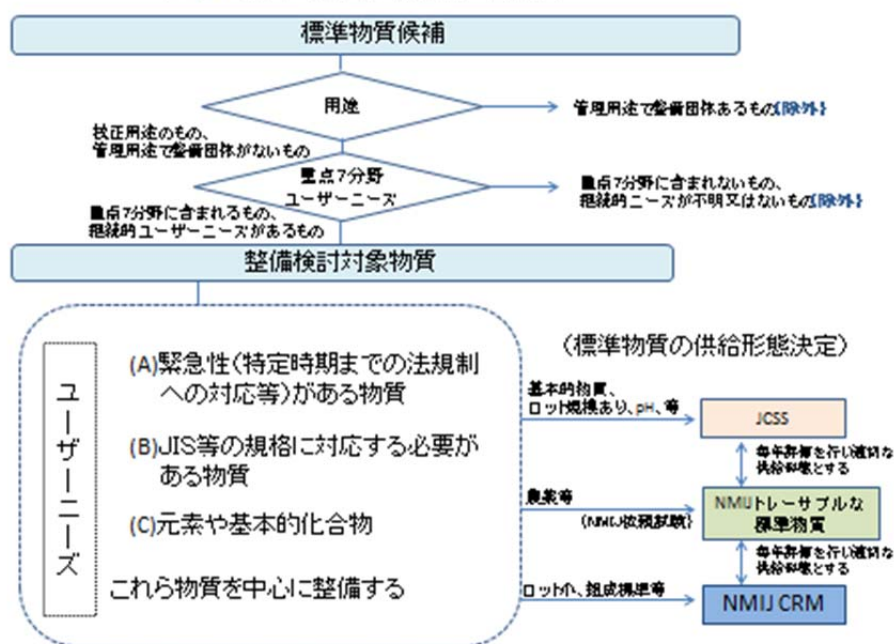 標準物質候補
用途
管理用途で整備団体あるもの【除外】
校正用途のもの、
管理用途で整備団体がないもの
重点7分野
ユーザーニーズ
重点7分野に含まれないもの、
継続的ニーズが不明又はないもの【除外】
重点7分野に含まれるもの、
継続的ユーザーニーズがあるもの
整備検討対象物質
ユーザーニーズ
(A)緊急性(特定時期までの法規制
への対応等)がある物質
(B)JIS等の規格に対応する必要が
ある物質
(C)元素や基本的化合物
これら物質を中心に整備する
(標準物質の供給形態決定)
基本的物質、
ロット規模あり、pH、等
JCSS
毎年評価を行い適切な
供給形態とする
農薬等
(NMIJ依頼試験)
NMIJトレーサブルな
標準物質
毎年評価を行い適切な
供給形態とする
ロット小、組成標準等
NMIJ CRM